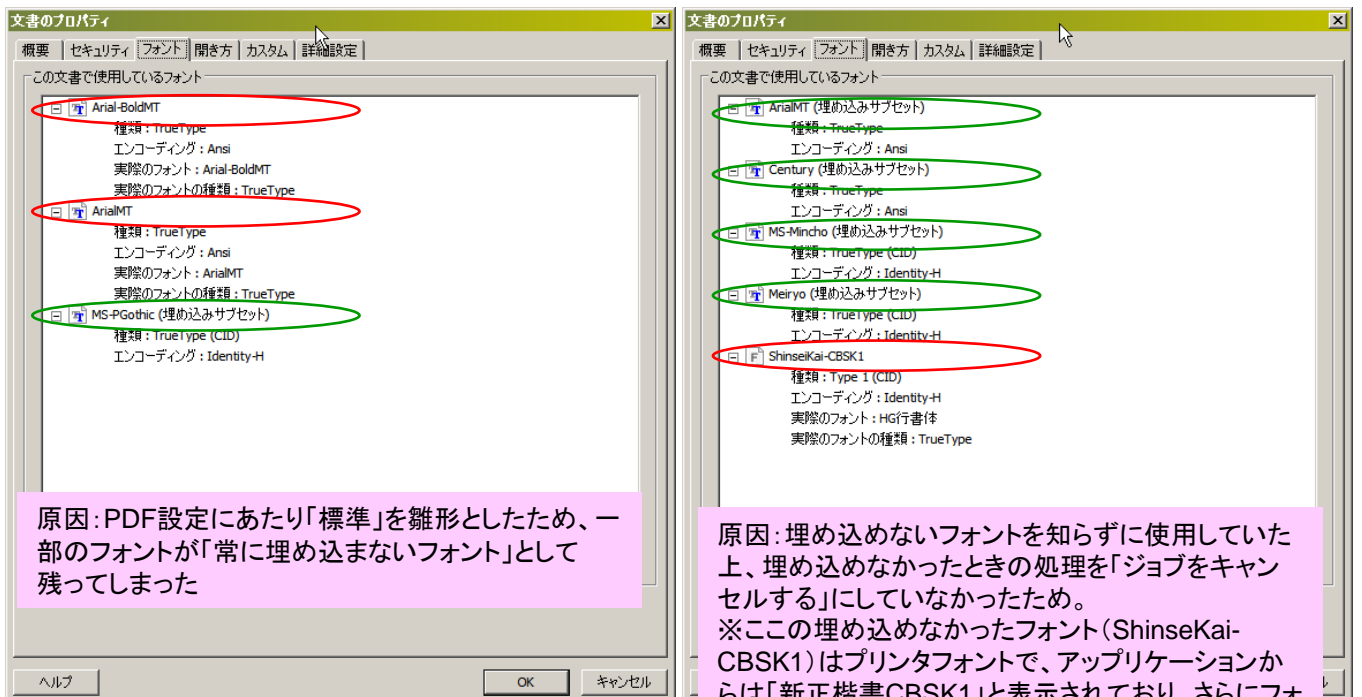 文書のプロパティ
概要 セキュリティ フォント 開き方 カスタム 詳細設定
この文書で使用しているフォント
Arial-BoldMT
種類 : TrueType
エンコーディング : Ansi
実際のフォント : Arial-BoldMT
実際のフォントの種類 : TrueType
ArialMT
種類 : TrueType
エンコーディング : Ansi
実際のフォント : ArialMT
実際のフォントの種類 : TrueType
MS-PGothic (埋め込みサブセット)
種類 : TrueType (CID)
エンコーディング : Identity-H
原因：PDF設定にあたり「標準」を雛形としたため、一
部のフォントが「常に埋め込まないフォント」として
残ってしまった
ヘルプ OK キャンセル
文書のプロパティ
概要 セキュリティ フォント 開き方 カスタム 詳細設定
この文書で使用しているフォント
ArialMT (埋め込みサブセット)
種類 : TrueType
エンコーディング : Ansi
Century (埋め込みサブセット)
種類 : TrueType
エンコーディング : Ansi
MS-Mincho (埋め込みサブセット)
種類 : TrueType (CID)
エンコーディング : Identity-H
Meiryo (埋め込みサブセット)
種類 : TrueType (CID)
エンコーディング : Identity-H
ShinseiKai-CBSK1
種類 : Type 1 (CID)
エンコーディング : Identity-H
実際のフォント : HG行書体
実際のフォントの種類 : TrueType
原因：埋め込めないフォントを知らずに使用していた
上、埋め込めなかったときの処理を「ジョブをキャン
セルする」にしていなかったため。
※ここの埋め込めなかったフォント（ShinseKai-
CBSK1）はプリンタフォントで、アップリケーションか
らは「新正楷書CBSK1」と表示されており、さらにフォ